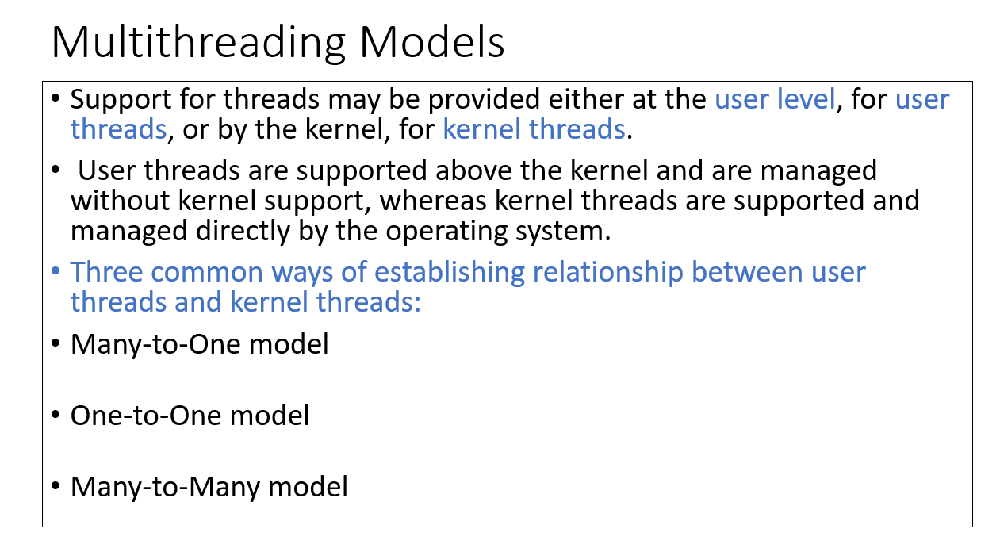 Multithreading Models
• Support for threads may be provided either at the user level, for user
threads, or by the kernel, for kernel threads.
• User threads are supported above the kernel and are managed
without kernel support, whereas kernel threads are supported and
managed directly by the operating system.
• Three common ways of establishing relationship between user
threads and kernel threads:
• Many-to-One model
• One-to-One model
• Many-to-Many model